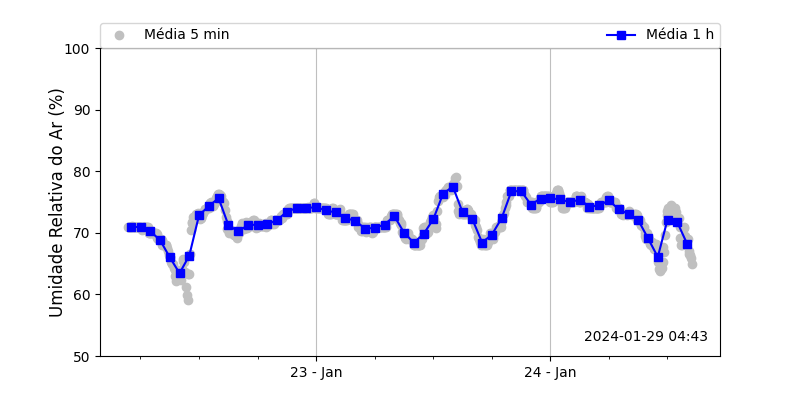 Média 5 min
Média 1 h
Umidade Relativa do Ar (%)
100
90
80
70
60
50
2024-01-29 04:43
23 - Jan
24 - Jan